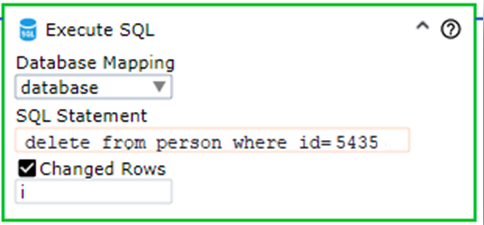 Execute SQL
Database Mapping
database
SQL Statement
delete from person where id=5435
Changed Rows
i